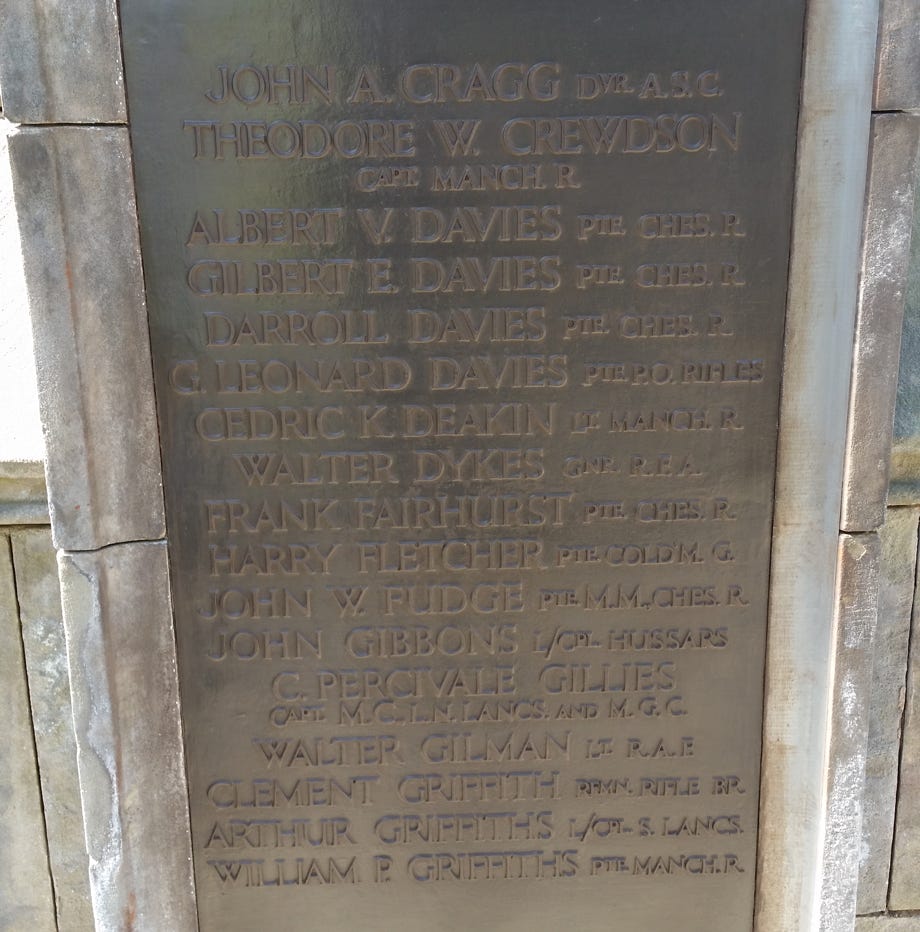 JOHN A. CRAGG DVR. A.S.C.
THEODORE W. CREWDSON
CAPT. MANCH. R.
ALBERT V. DAVIES PTE. CHES. R.
GILBERT E. DAVIES PTE. CHES. R.
DARROLL DAVIES PTE. CHES. R.
G. LEONARD DAVIES PTE P.O. RIFLES
CEDRIC K. DEAKIN LT. MANCH. R.
WALTER DYKES GNR. R.F.A.
FRANK FAIRHURST PTE. CHES. R.
HARRY FLETCHER PTE. COLD'M. G.
JOHN W. FUDGE PTE. M.M., CHES. R.
JOHN GIBBONS L/CPL. HUSSARS
C. PERCIVALE GILLIES
CAPT. M.C., L.N. LANCS. AND M.G.C.
WALTER GILMAN LT. R.A.F.
CLEMENT GRIFFITH RFMN. RIFLE BR.
ARTHUR GRIFFITHS L/CPL. S. LANCS.
WILLIAM P. GRIFFITHS PTE. MANCH. R.